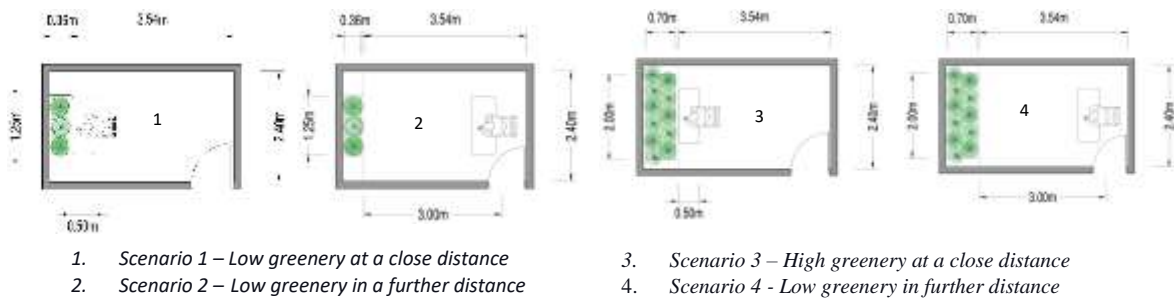 0.36m 3.54m 0.36m 3.54m 0.70m 3.54m 0.70m 3.54m
1.25m 1 2.40m 1.25m 2 2.40m 2.00m 3 2.40m 2.00m 4 2.40m
0.50m 3.00m 0.50m 3.00m
1. Scenario 1 – Low greenery at a close distance
2. Scenario 2 – Low greenery in a further distance
3. Scenario 3 – High greenery at a close distance
4. Scenario 4 - Low greenery in further distance